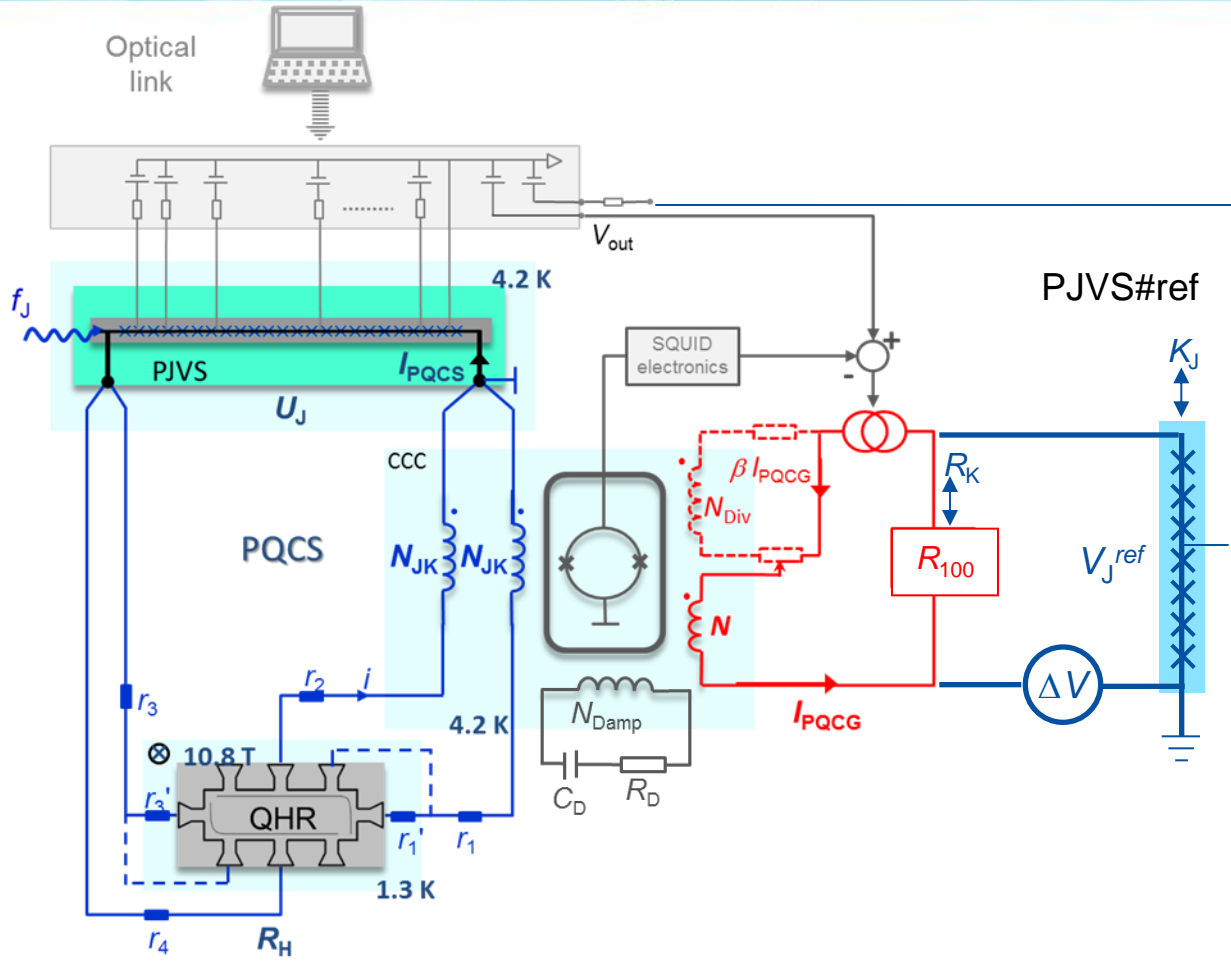 Optical
link
V_out
4.2 K
PJVS#ref
f_J
SQUID
electronics
+
-
K_J
PJVS
I_PQCS
U_J
CCC
β I_PQCG
R_K
N_Div
PQCS
N_JK
N_JK
R_100
V_J^ref
N
r_2
i
r_3
N_Damp
I_PQCG
ΔV
4.2 K
10.8 T
r_3'
QHR
r_1'
r_1
C_D
R_D
1.3 K
r_4
R_H